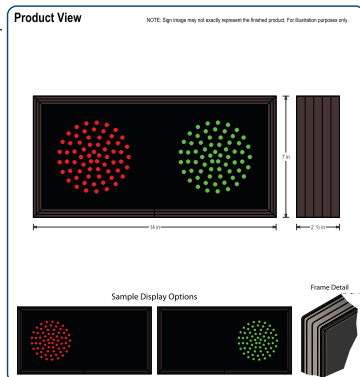 Product View
NOTE: Sign image may not exactly represent the finished product. For illustration purposes only.
7 in
14 in
2 ½ in
Sample Display Options
Frame Detail